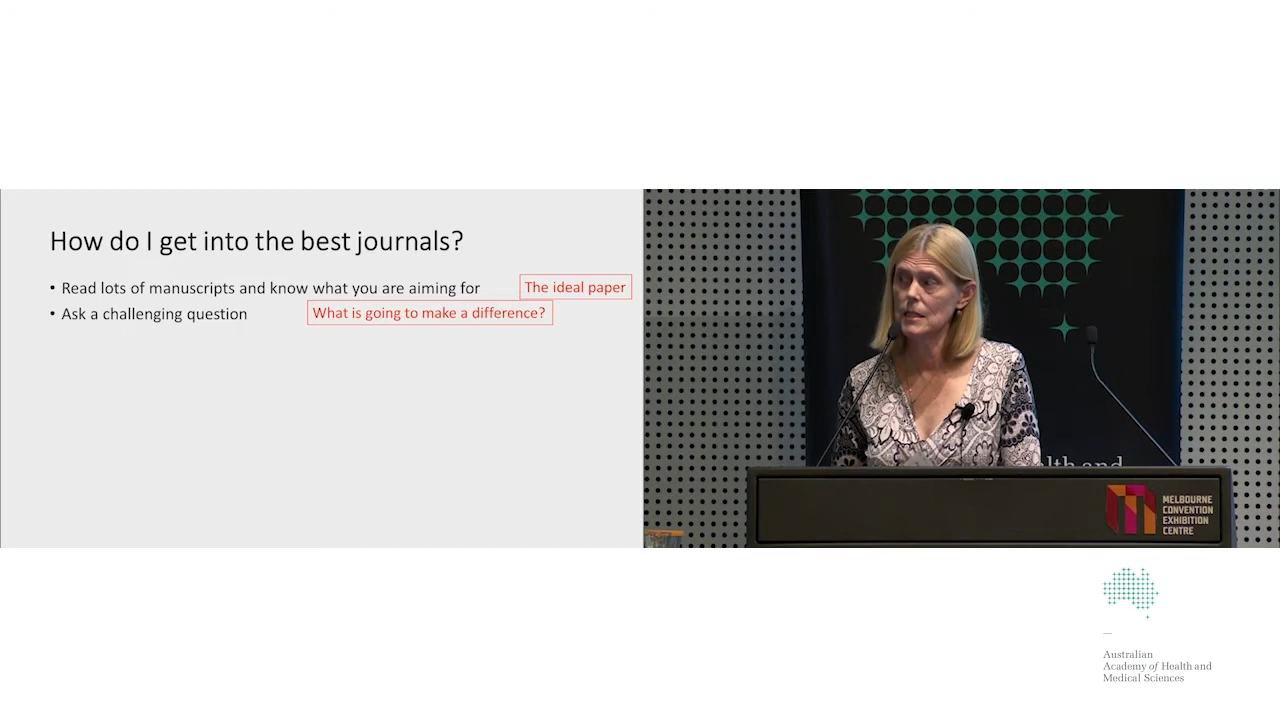 How do I get into the best journals?
• Read lots of manuscripts and know what you are aiming for The ideal paper
• Ask a challenging question What is going to make a difference?
lth and
MELBOURNE
CONVENTION
EXHIBITION
CENTRE
Australian
Academy of Health and
Medical Sciences